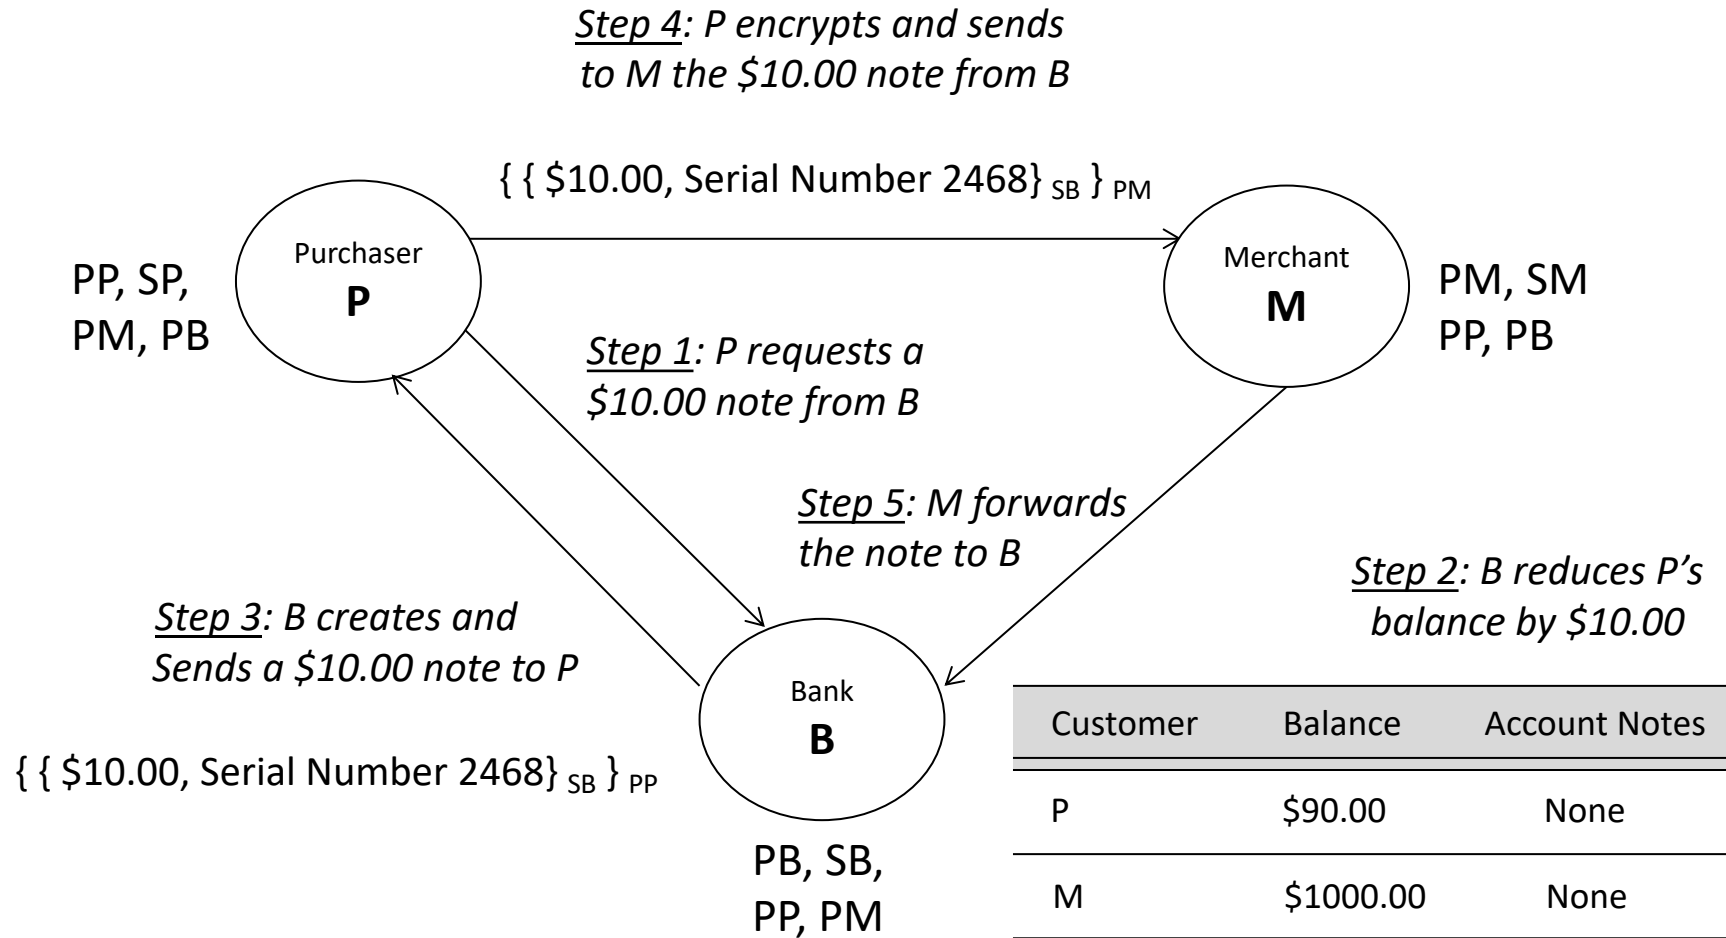 Step 4: P encrypts and sends
to M the $10.00 note from B
{ { $10.00, Serial Number 2468} SB } PM
Purchaser
P
PP, SP,
PM, PB
Merchant
M
PM, SM
PP, PB
Step 1: P requests a
$10.00 note from B
Step 5: M forwards
the note to B
Step 2: B reduces P’s
balance by $10.00
Step 3: B creates and
Sends a $10.00 note to P
{ { $10.00, Serial Number 2468} SB } PP
Bank
B
PB, SB,
PP, PM
Customer Balance Account Notes
P $90.00 None
M $1000.00 None